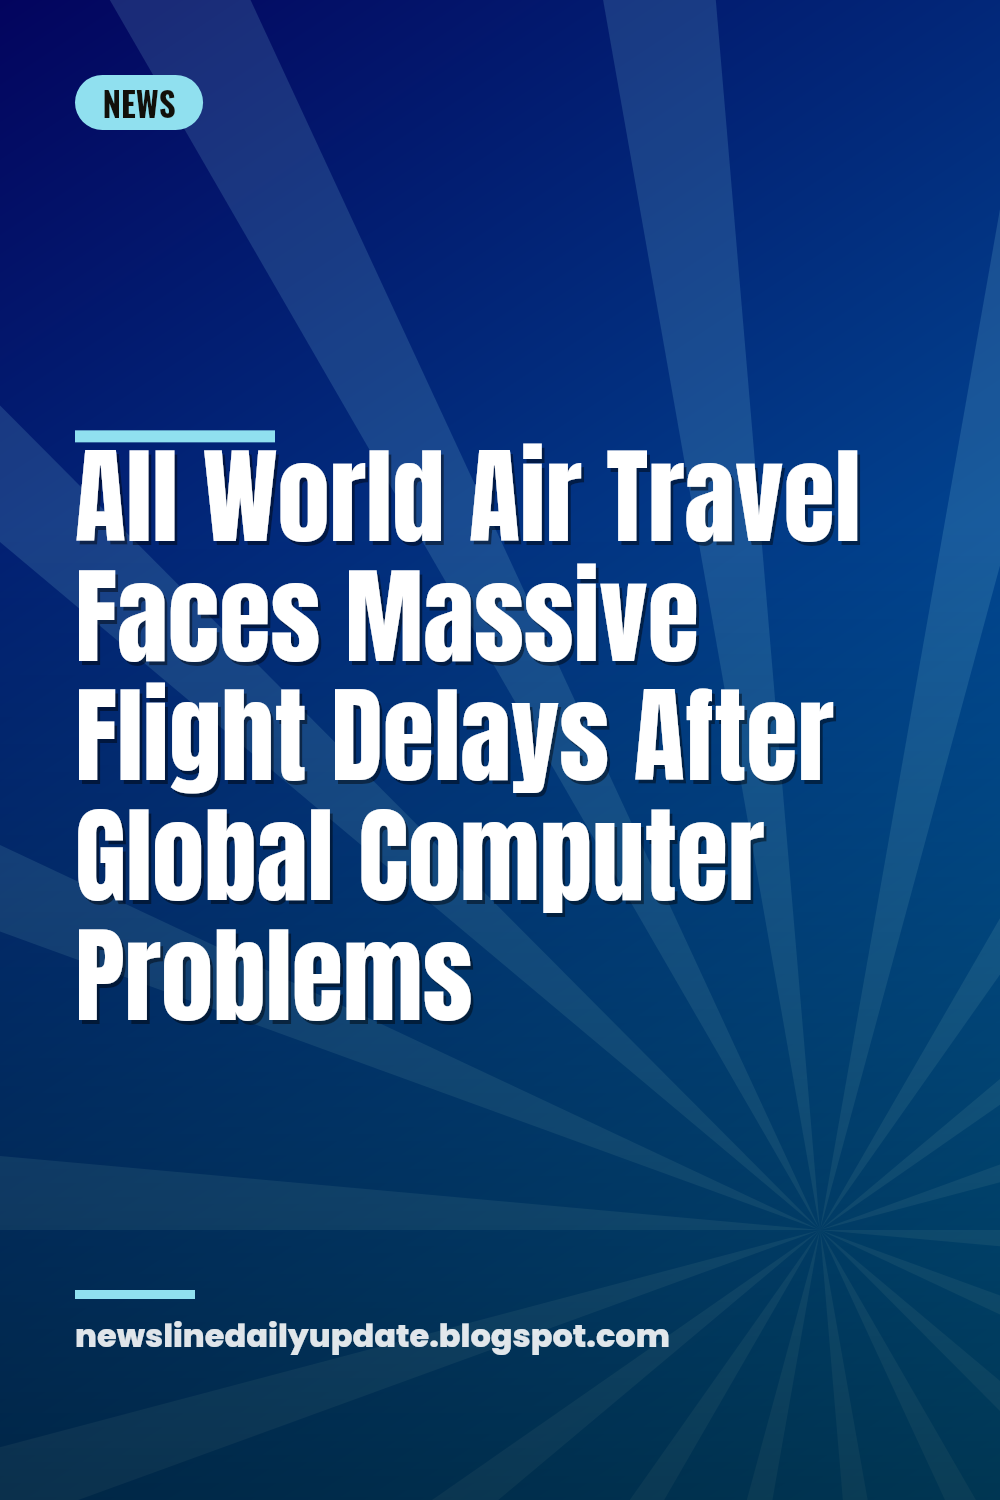 NEWS
All World Air Travel
Faces Massive
Flight Delays After
Global Computer
Problems
newslinedailyupdate.blogspot.com